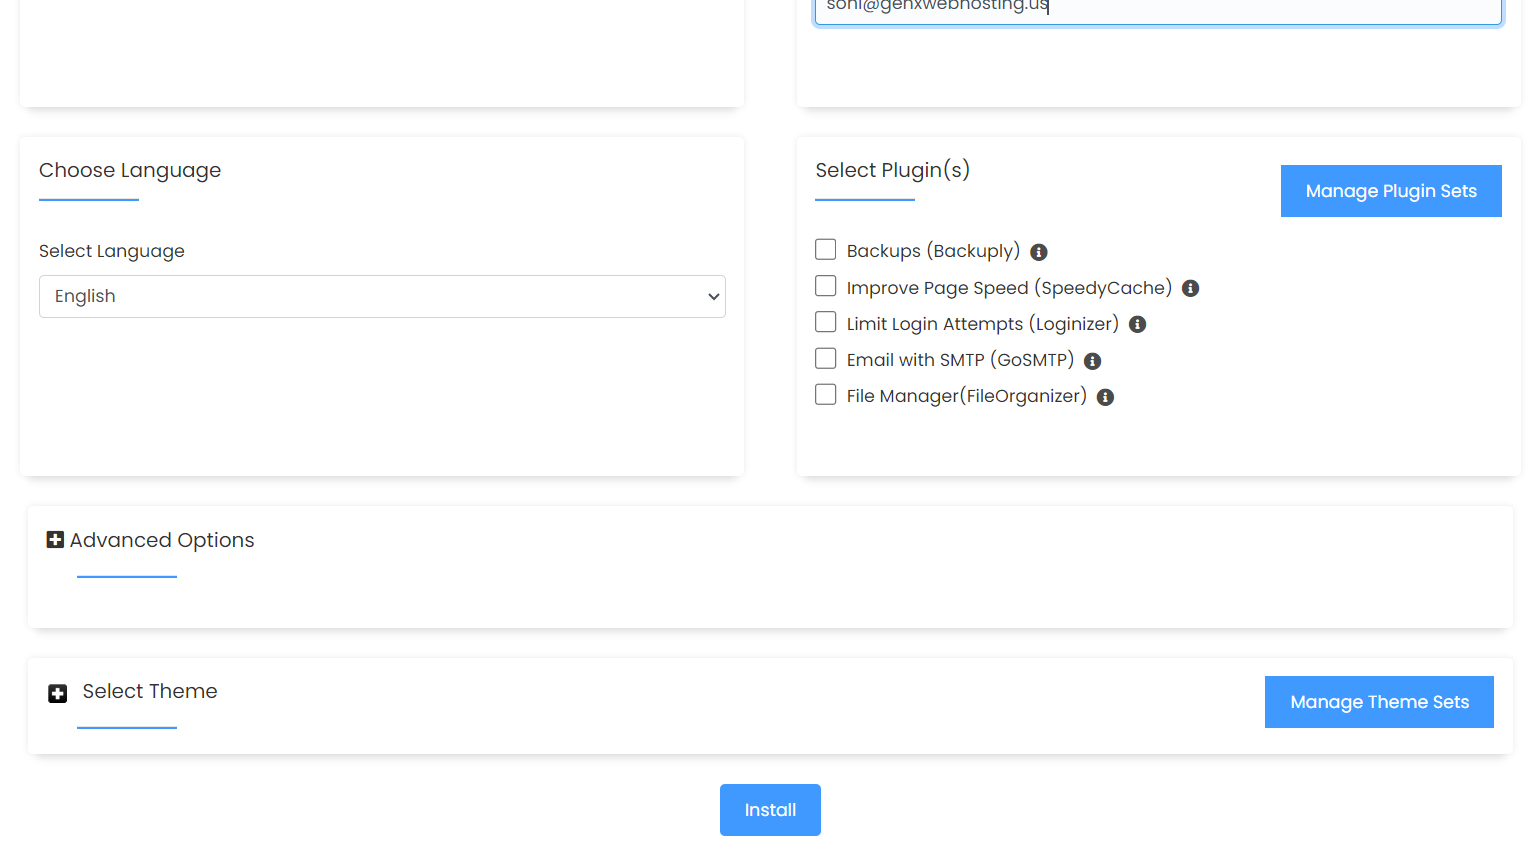 soni@genxwebhosting.us
Choose Language
Select Language
English
Select Plugin(s)
Manage Plugin Sets
Backups (Backuply)
Improve Page Speed (SpeedyCache)
Limit Login Attempts (Loginizer)
Email with SMTP (GoSMTP)
File Manager(FileOrganizer)
Advanced Options
Select Theme
Manage Theme Sets
Install